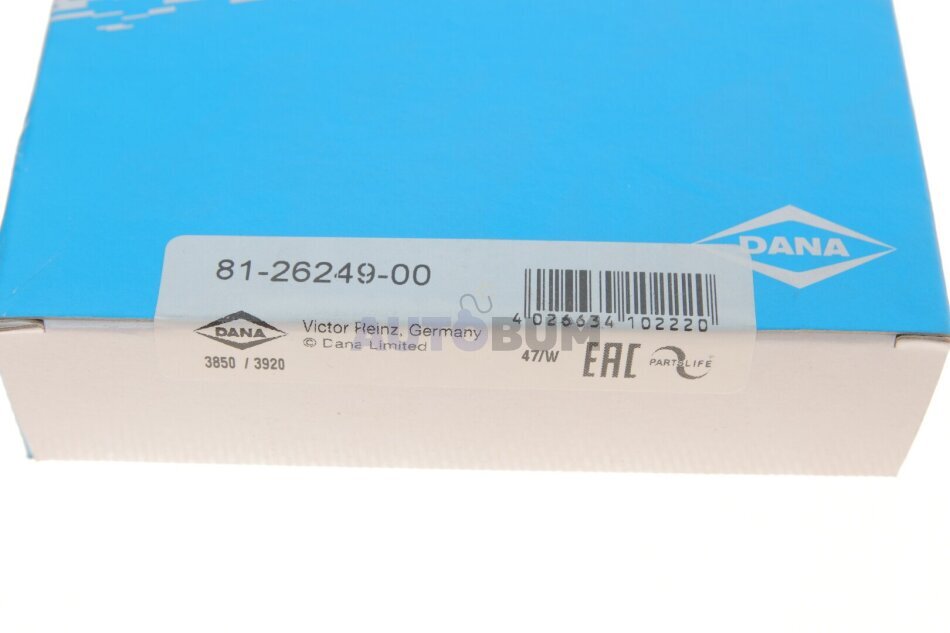 DANA
81-26249-00
4 026634 102220
DANA
Victor Reinz, Germany
© Dana Limited
3850 / 3920
47/W
EAC
PARTSLIFE
AUTOBUM